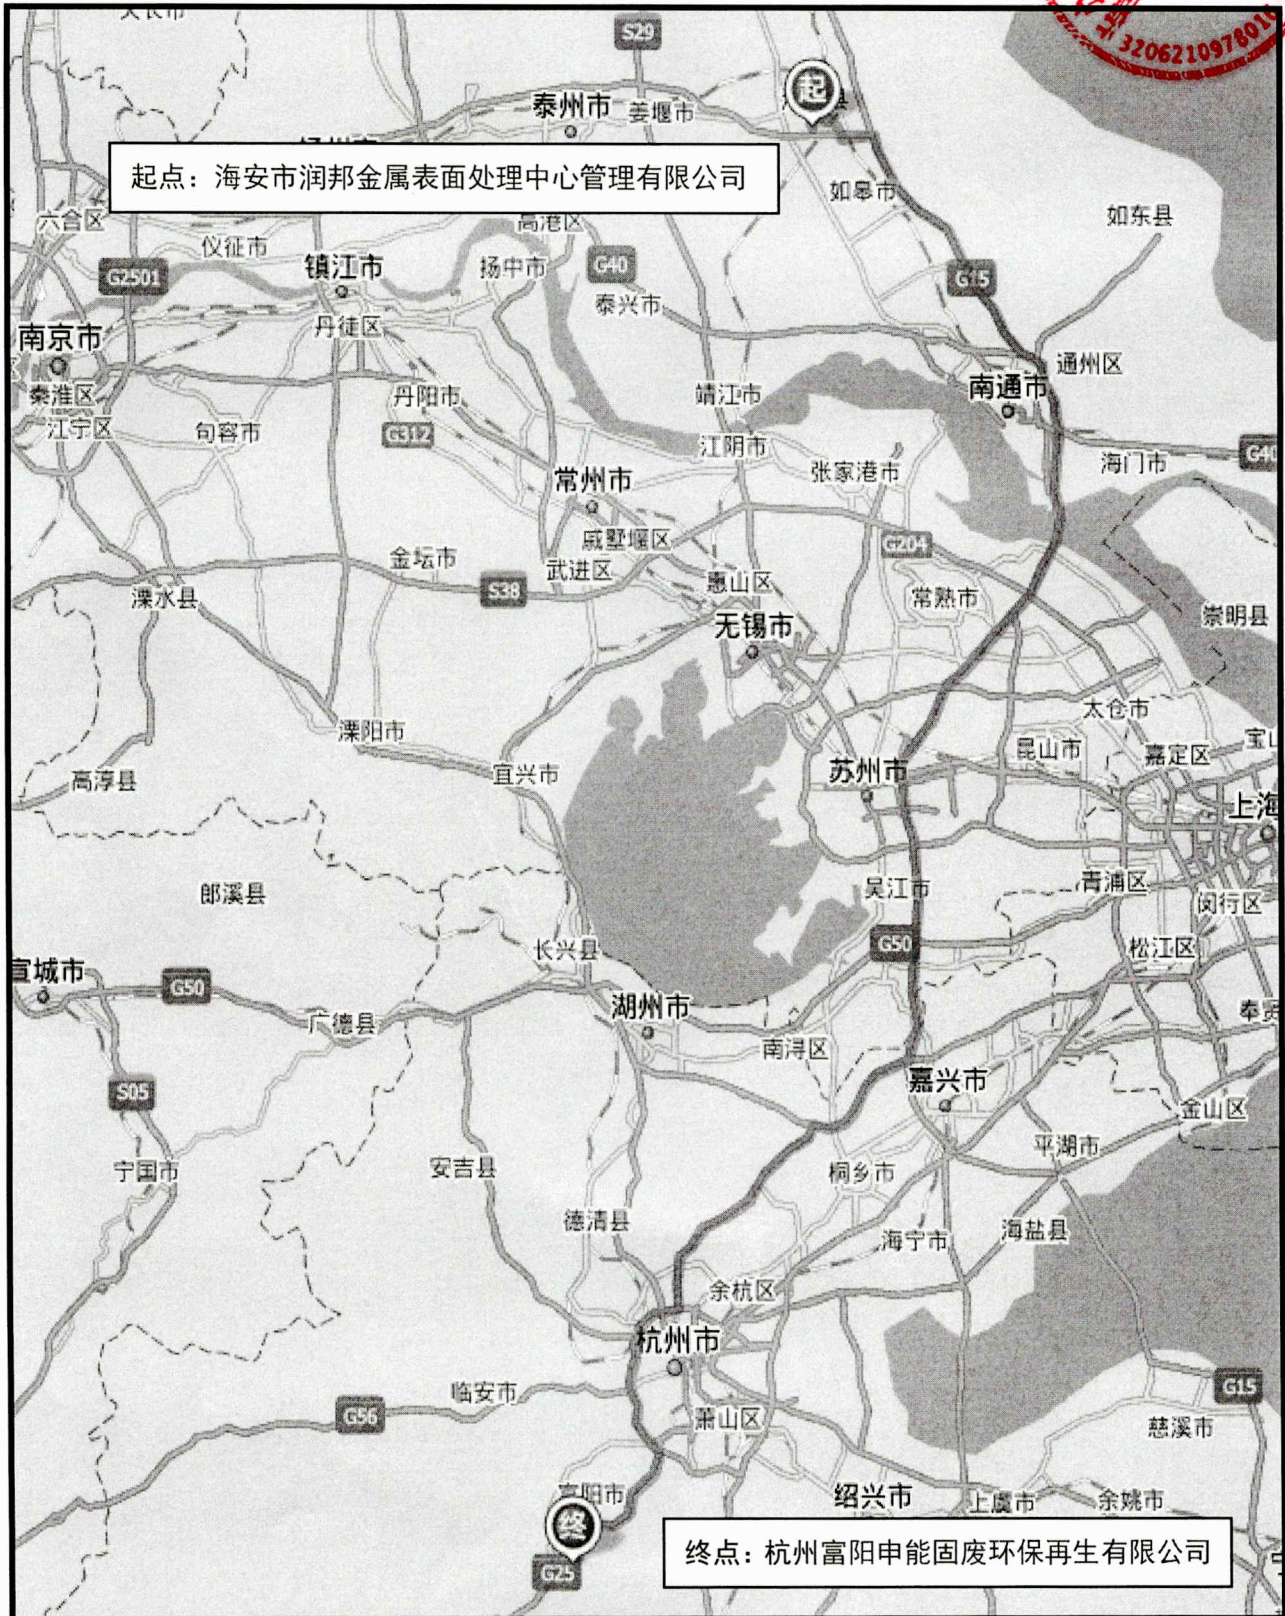 3206210978016
S29
起
泰州市
姜堰市
起点：海安市润邦金属表面处理中心管理有限公司
如皋市
如东县
六合区
仪征市
高港区
G2501
镇江市
扬中市
G40
G15
泰兴市
南京市
丹徒区
通州区
秦淮区
丹阳市
靖江市
南通市
江宁区
句容市
G312
江阴市
G40
海门市
张家港市
常州市
戚墅堰区
G204
金坛市
武进区
S38
惠山区
溧水县
常熟市
崇明县
无锡市
太仓市
溧阳市
昆山市
嘉定区
高淳县
宜兴市
苏州市
上海
郎溪县
吴江市
青浦区
闵行区
长兴县
G50
松江区
宣城市
G50
湖州市
广德县
南浔区
奉贤
S05
嘉兴市
金山区
宁国市
安吉县
桐乡市
平湖市
德清县
海宁市
海盐县
余杭区
杭州市
临安市
G15
G56
萧山区
慈溪市
富阳市
绍兴市
上虞市
余姚市
终
终点：杭州富阳申能固废环保再生有限公司
G25